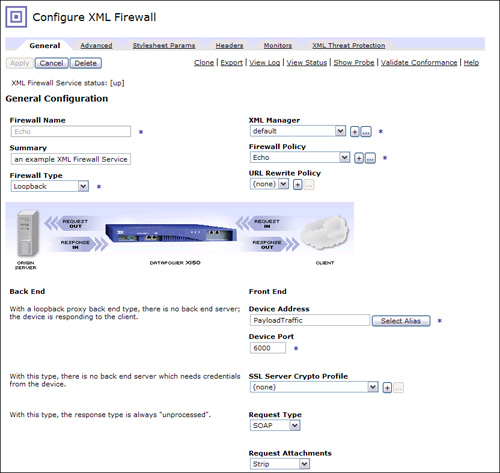 Configure XML Firewall
General Advanced Stylesheet Params Headers Monitors XML Threat Protection
Apply Cancel Delete Clone | Export | View Log | View Status | Show Probe | Validate Conformance | Help
XML Firewall Service status: [up]
General Configuration
Firewall Name
Echo *
Summary
an example XML Firewall Service
Firewall Type
Loopback *
XML Manager
default + ... *
Firewall Policy
Echo + ... *
URL Rewrite Policy
(none) + ...
REQUEST OUT
RESPONSE IN
REQUEST IN
RESPONSE OUT
ORIGIN SERVER
DATAPOWER XI50
CLIENT
Back End
With a loopback proxy back end type, there is no back end server;
the device is responding to the client.
With this type, there is no back end server which needs credentials
from the device.
With this type, the response type is always "unprocessed".
Front End
Device Address
PayloadTraffic Select Alias *
Device Port
6000 *
SSL Server Crypto Profile
(none) + ...
Request Type
SOAP
Request Attachments
Strip